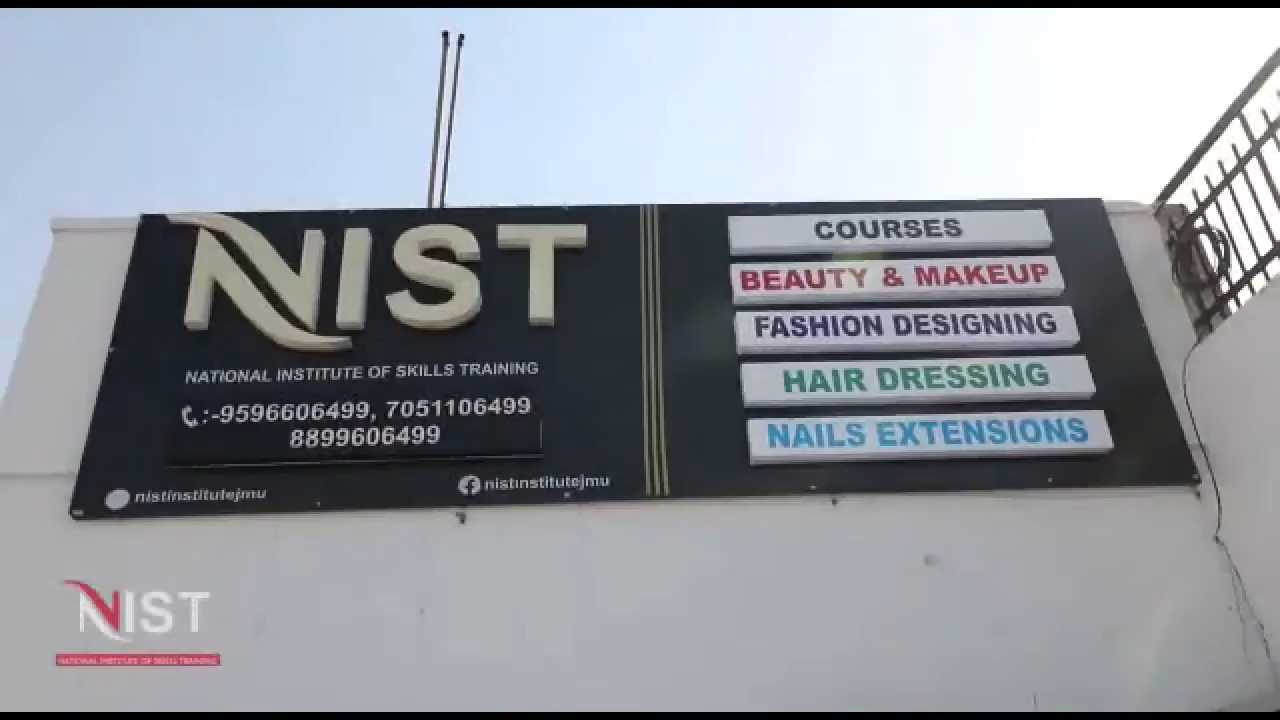 NIST
NATIONAL INSTITUTE OF SKILLS TRAINING
:-9596606499, 7051106499
8899606499
nistinstitutejmu
nistinstitutejmu
COURSES
BEAUTY & MAKEUP
FASHION DESIGNING
HAIR DRESSING
NAILS EXTENSIONS
NIST
NATIONAL INSTITUTE OF SKILLS TRAINING